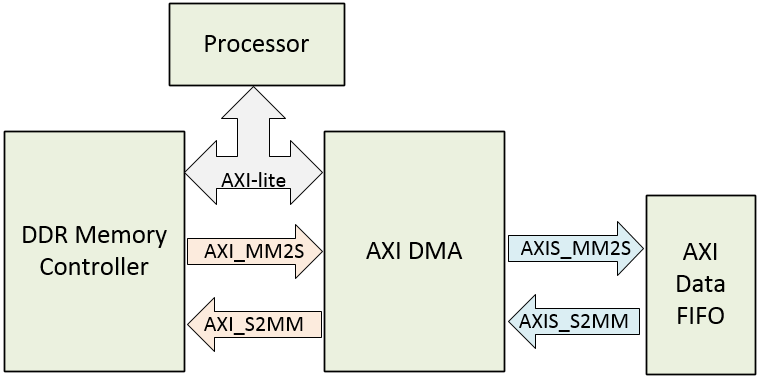 Processor
AXI-lite
DDR Memory
Controller
AXI_MM2S
AXI_S2MM
AXI DMA
AXIS_MM2S
AXIS_S2MM
AXI
Data
FIFO